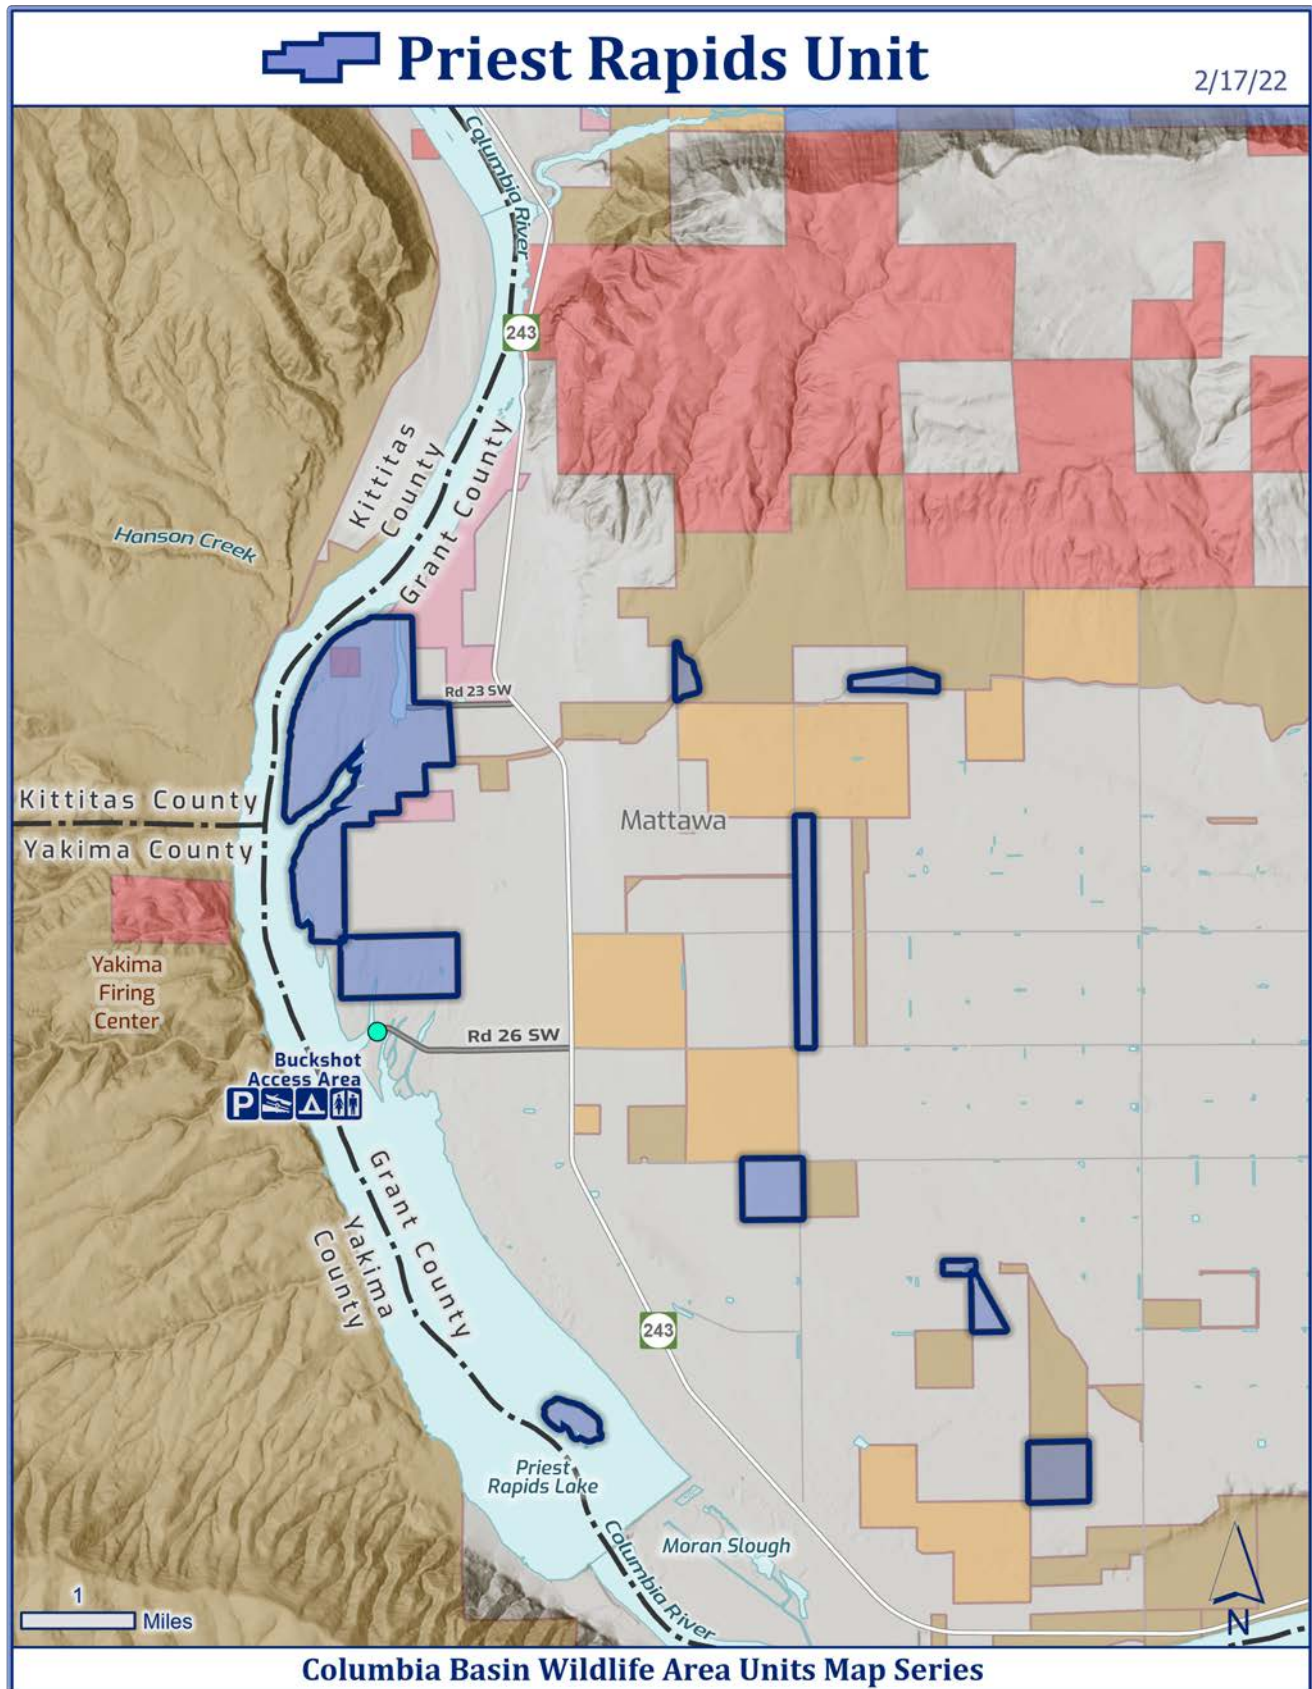 Priest Rapids Unit
2/17/22
Columbia River
243
Kittitas
County
Grant County
Hanson Creek
Rd 23 SW
Kittitas County
Yakima County
Mattawa
Yakima
Firing
Center
Rd 26 SW
Buckshot
Access Area
P
Grant County
Yakima
County
243
Priest
Rapids Lake
Moran Slough
Columbia River
1
Miles
N
Columbia Basin Wildlife Area Units Map Series